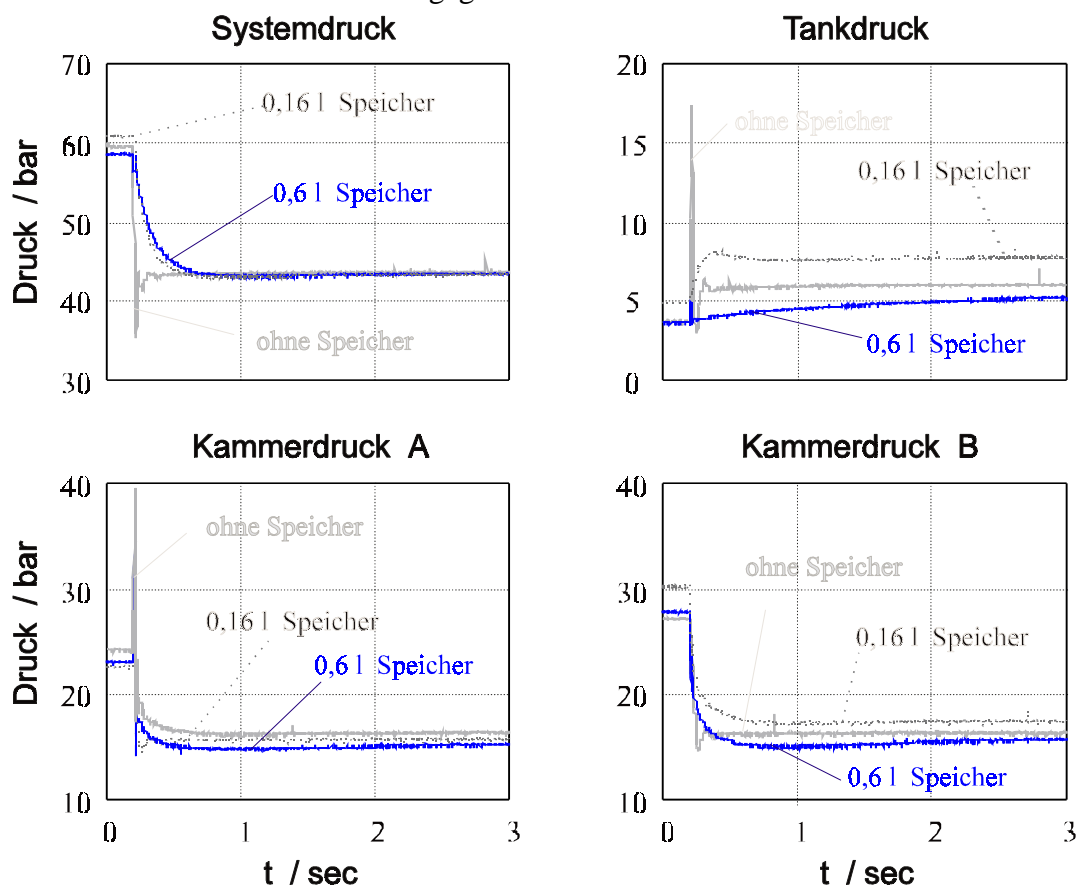 gegg
Systemdruck
Tankdruck
70
60
50
40
30
Druck / bar
0,16 l Speicher
0,6 l Speicher
ohne Speicher
20
15
10
5
0
ohne Speicher
0,16 l Speicher
0,6 l Speicher
Kammerdruck A
Kammerdruck B
40
30
20
10
Druck / bar
ohne Speicher
0,16 l Speicher
0,6 l Speicher
0
1
2
3
t / sec
40
30
20
10
ohne Speicher
0,16 l Speicher
0,6 l Speicher
0
1
2
3
t / sec